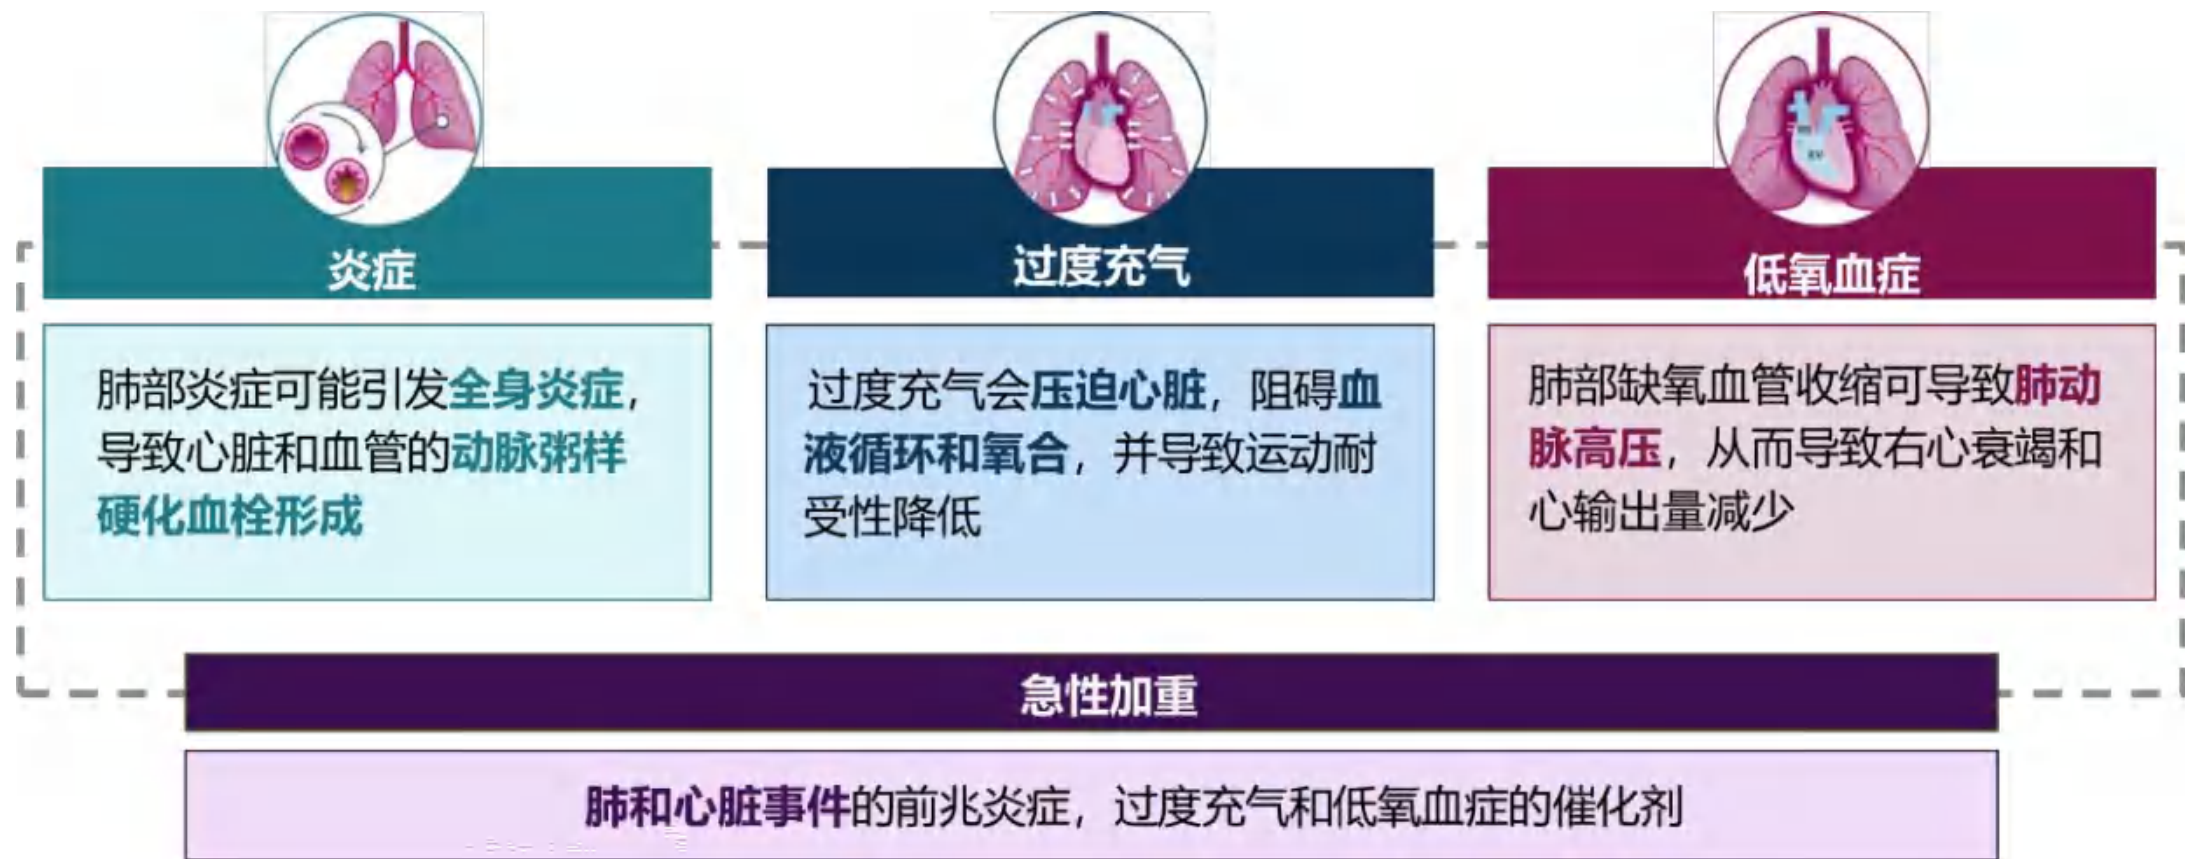 炎症
肺部炎症可能引发全身炎症，
导致心脏和血管的动脉粥样
硬化血栓形成
过度充气
过度充气会压迫心脏，阻碍血
液循环和氧合，并导致运动耐
受性降低
低氧血症
肺部缺氧血管收缩可导致肺动
脉高压，从而导致右心衰竭和
心输出量减少
急性加重
肺和心脏事件的前兆炎症，过度充气和低氧血症的催化剂